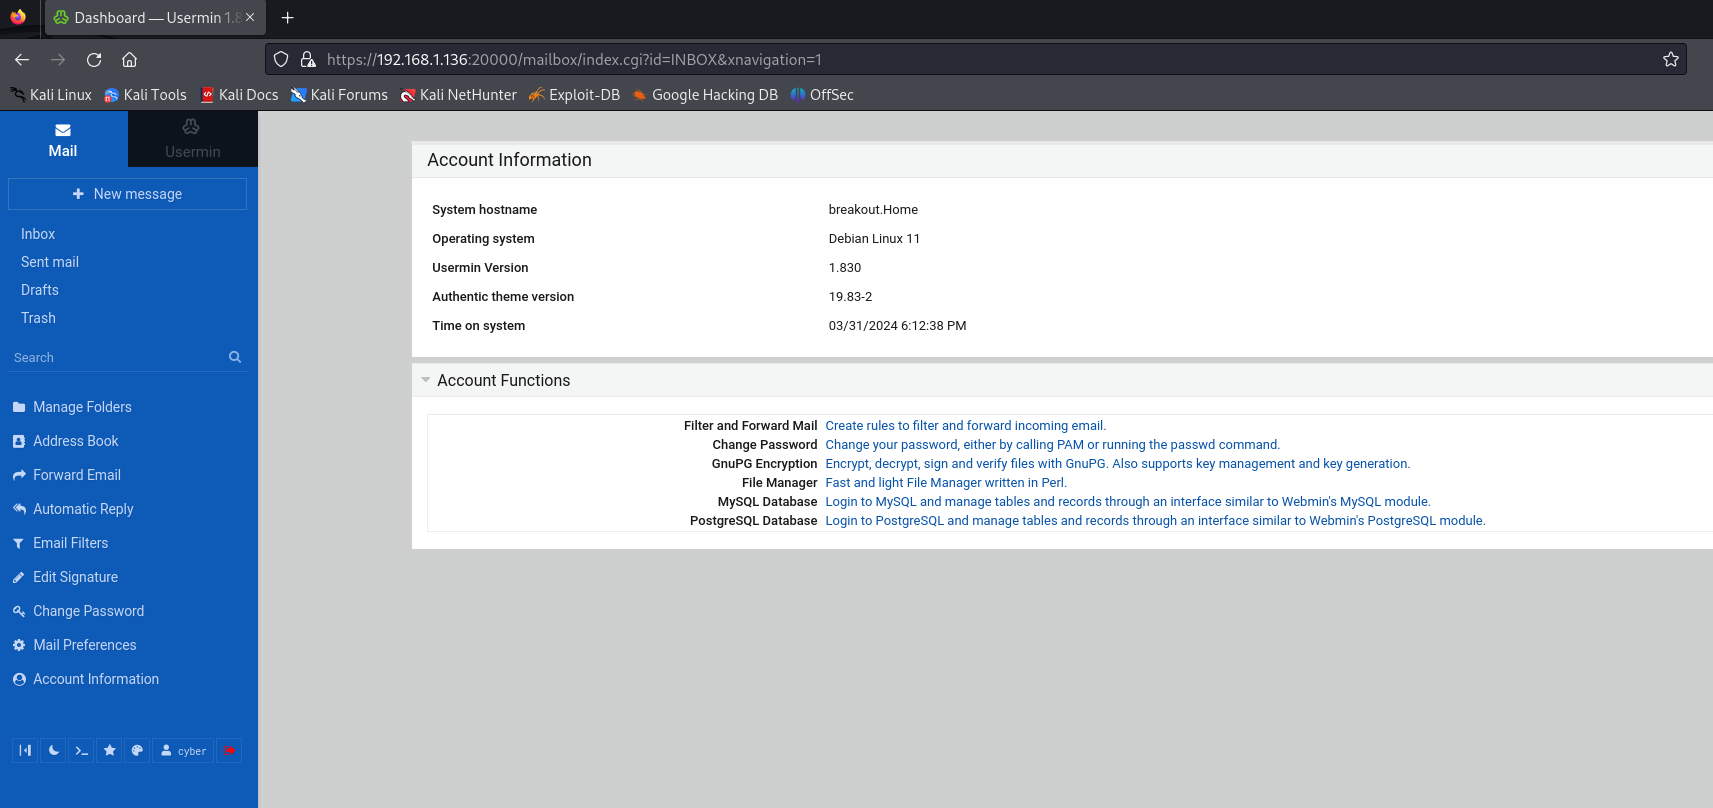 Dashboard — Usermin 1.8
https://192.168.1.136:20000/mailbox/index.cgi?id=INBOX&xnavigation=1
Kali Linux Kali Tools Kali Docs Kali Forums Kali NetHunter Exploit-DB Google Hacking DB OffSec
Mail
Usermin
New message
Inbox
Sent mail
Drafts
Trash
Search
Manage Folders
Address Book
Forward Email
Automatic Reply
Email Filters
Edit Signature
Change Password
Mail Preferences
Account Information
cyber
Account Information
System hostname breakout.Home
Operating system Debian Linux 11
Usermin Version 1.830
Authentic theme version 19.83-2
Time on system 03/31/2024 6:12:38 PM
Account Functions
Filter and Forward Mail Create rules to filter and forward incoming email.
Change Password Change your password, either by calling PAM or running the passwd command.
GnuPG Encryption Encrypt, decrypt, sign and verify files with GnuPG. Also supports key management and key generation.
File Manager Fast and light File Manager written in Perl.
MySQL Database Login to MySQL and manage tables and records through an interface similar to Webmin's MySQL module.
PostgreSQL Database Login to PostgreSQL and manage tables and records through an interface similar to Webmin's PostgreSQL module.